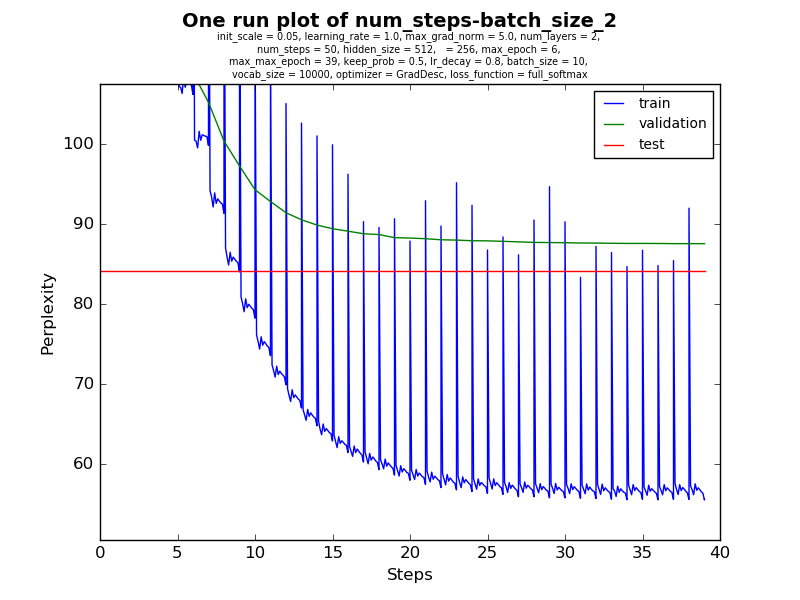 One run plot of num_steps-batch_size_2
init_scale = 0.05, learning_rate = 1.0, max_grad_norm = 5.0, num_layers = 2,
num_steps = 50, hidden_size = 512,   = 256, max_epoch = 6,
max_max_epoch = 39, keep_prob = 0.5, lr_decay = 0.8, batch_size = 10,
vocab_size = 10000, optimizer = GradDesc, loss_function = full_softmax
train
validation
test
100
90
80
70
60
Perplexity
0 5 10 15 20 25 30 35 40
Steps